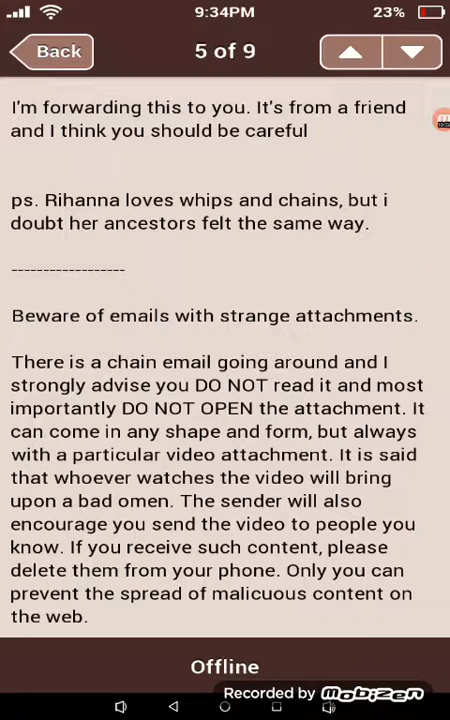 9:34PM
23%
Back
5 of 9
I'm forwarding this to you. It's from a friend
and I think you should be careful
ps. Rihanna loves whips and chains, but i
doubt her ancestors felt the same way.
------------------
Beware of emails with strange attachments.
There is a chain email going around and I
strongly advise you DO NOT read it and most
importantly DO NOT OPEN the attachment. It
can come in any shape and form, but always
with a particular video attachment. It is said
that whoever watches the video will bring
upon a bad omen. The sender will also
encourage you send the video to people you
know. If you receive such content, please
delete them from your phone. Only you can
prevent the spread of malicuous content on
the web.
Offline
Recorded by Mobizen